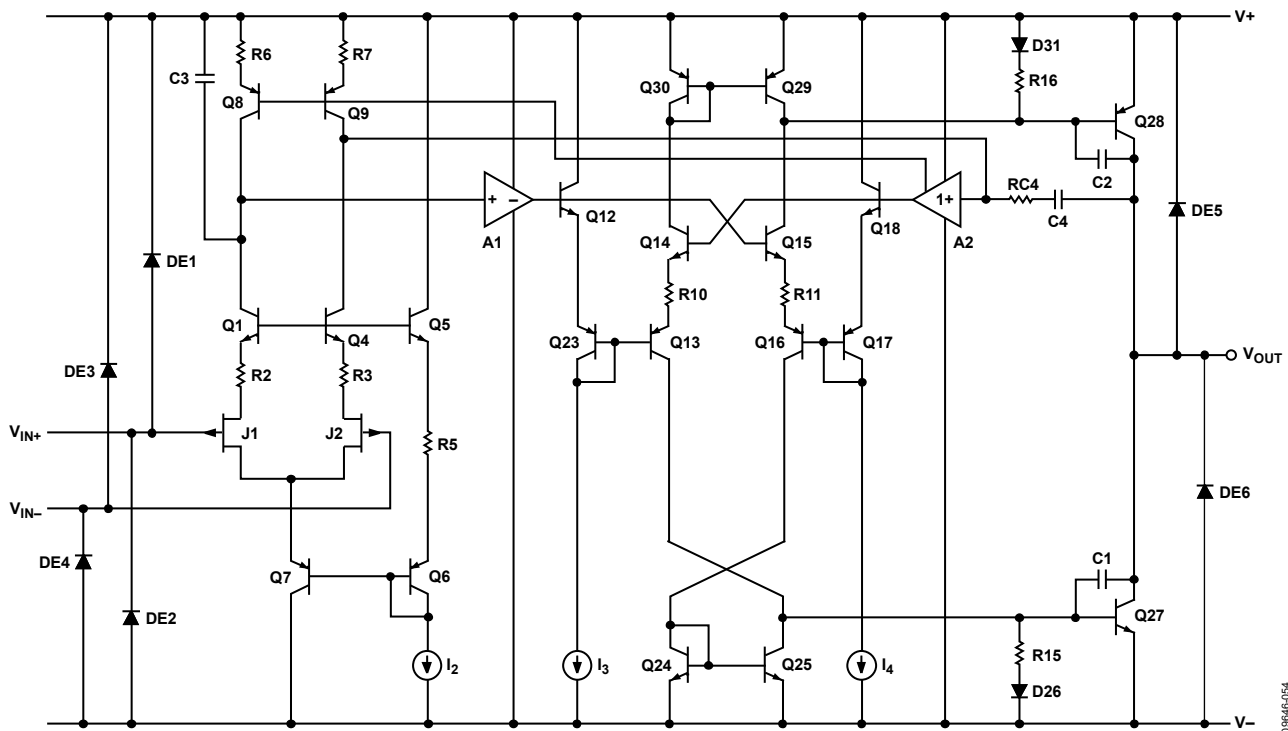 V+
R6
R7
D31
C3
Q30
Q29
R16
Q8
Q9
Q28
C2
+
–
1+
RC4
C4
Q12
Q14
Q15
Q18
A1
A2
DE5
DE1
R10
R11
Q1
Q4
Q5
Q23
Q13
Q16
Q17
VOUT
DE3
R2
R3
VIN+
J1
J2
R5
VIN–
DE6
DE4
Q7
Q6
C1
DE2
Q27
I2
I3
Q24
Q25
I4
R15
D26
V–
19646-054